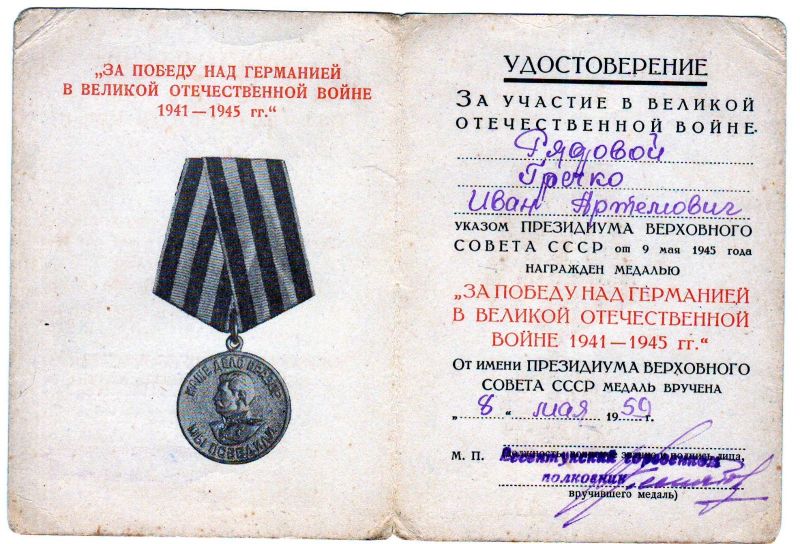 „ЗА ПОБЕДУ НАД ГЕРМАНИЕЙ
В ВЕЛИКОЙ ОТЕЧЕСТВЕННОЙ ВОЙНЕ
1941—1945 гг.“
НАШЕ ДЕЛО ПРАВОЕ
МЫ ПОБЕДИЛИ
УДОСТОВЕРЕНИЕ
ЗА УЧАСТИЕ В ВЕЛИКОЙ
ОТЕЧЕСТВЕННОЙ ВОЙНЕ.
Рядовой
Гречко
Иван Артемович
УКАЗОМ ПРЕЗИДИУМА ВЕРХОВНОГО
СОВЕТА СССР от 9 мая 1945 года
НАГРАЖДЕН МЕДАЛЬЮ
„ЗА ПОБЕДУ НАД ГЕРМАНИЕЙ
В ВЕЛИКОЙ ОТЕЧЕСТВЕННОЙ
ВОЙНЕ 1941—1945 гг.“
ОТ ИМЕНИ ПРЕЗИДИУМА ВЕРХОВНОГО
СОВЕТА СССР МЕДАЛЬ ВРУЧЕНА
„8“ мая 1959 г.
М. П. Ессентукский горвоенком
полковник
вручившего медаль)